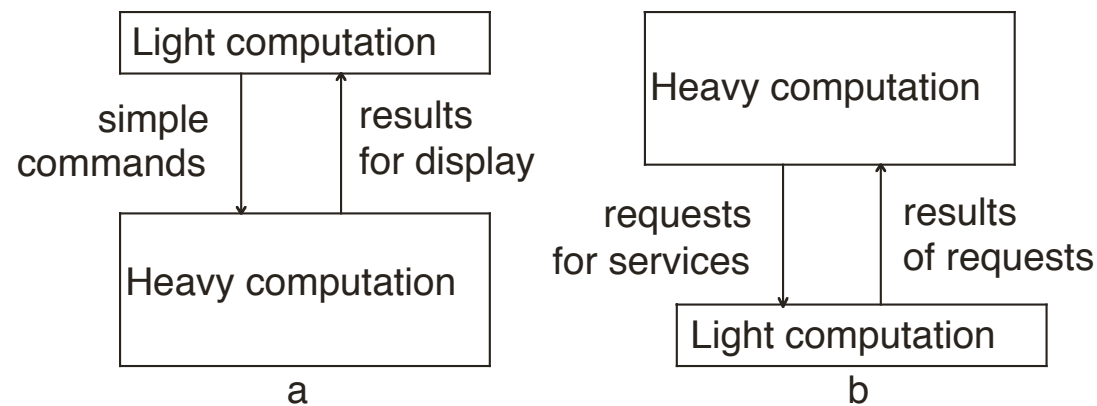 Light computation
simple
commands
results
for display
Heavy computation
a
Heavy computation
requests
for services
results
of requests
Light computation
b